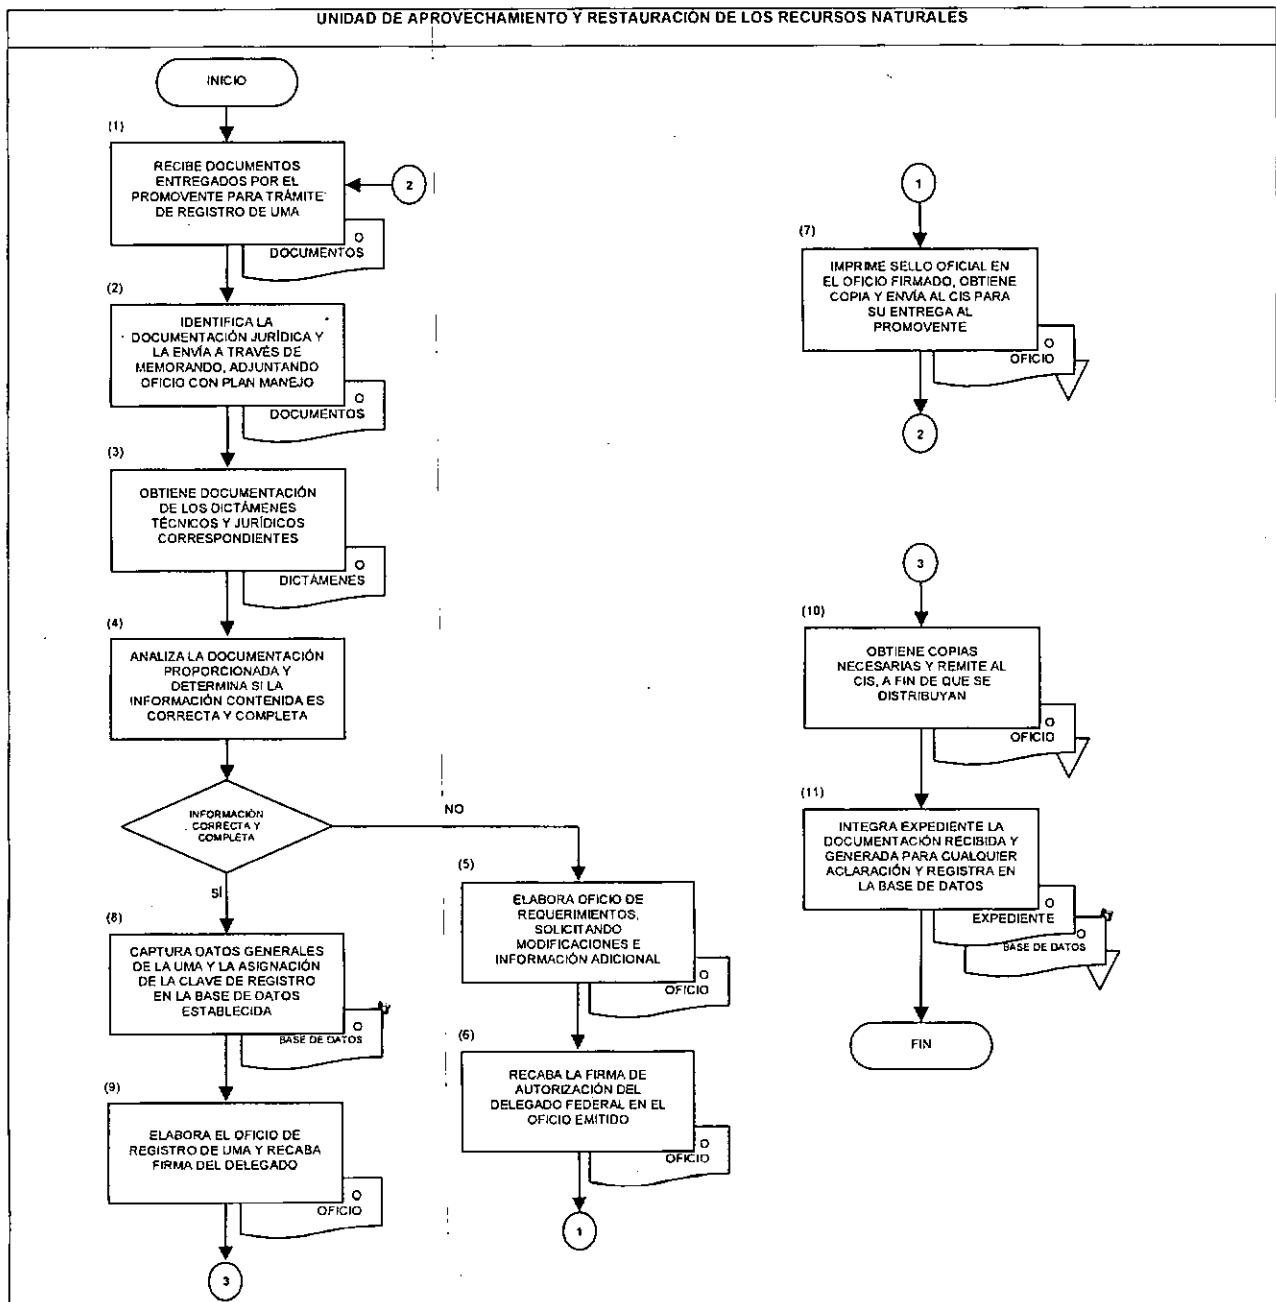 UNIDAD DE APROVECHAMIENTO Y RESTAURACIÓN DE LOS RECURSOS NATURALES
INICIO
(1)
RECIBE DOCUMENTOS
ENTREGADOS POR EL
PROMOVENTE PARA TRÁMITE
DE REGISTRO DE UMA
2
O
DOCUMENTOS
(2)
IDENTIFICA LA
DOCUMENTACIÓN JURÍDICA Y
LA ENVÍA A TRAVÉS DE
MEMORANDO, ADJUNTANDO
OFICIO CON PLAN MANEJO
O
DOCUMENTOS
(3)
OBTIENE DOCUMENTACIÓN
DE LOS DICTÁMENES
TÉCNICOS Y JURÍDICOS
CORRESPONDIENTES
O
DICTÁMENES
(4)
ANALIZA LA DOCUMENTACIÓN
PROPORCIONADA Y
DETERMINA SI LA
INFORMACIÓN CONTENIDA ES
CORRECTA Y COMPLETA
INFORMACIÓN
CORRECTA Y
COMPLETA
NO
SÍ
(8)
CAPTURA DATOS GENERALES
DE LA UMA Y LA ASIGNACIÓN
DE LA CLAVE DE REGISTRO
EN LA BASE DE DATOS
ESTABLECIDA
O
BASE DE DATOS
(9)
ELABORA EL OFICIO DE
REGISTRO DE UMA Y RECABA
FIRMA DEL DELEGADO
O
OFICIO
3
(5)
ELABORA OFICIO DE
REQUERIMIENTOS,
SOLICITANDO
MODIFICACIONES E
INFORMACIÓN ADICIONAL
O
OFICIO
(6)
RECABA LA FIRMA DE
AUTORIZACIÓN DEL
DELEGADO FEDERAL EN EL
OFICIO EMITIDO
O
OFICIO
1
1
(7)
IMPRIME SELLO OFICIAL EN
EL OFICIO FIRMADO, OBTIENE
COPIA Y ENVÍA AL CIS PARA
SU ENTREGA AL
PROMOVENTE
O
OFICIO
2
3
(10)
OBTIENE COPIAS
NECESARIAS Y REMITE AL
CIS, A FIN DE QUE SE
DISTRIBUYAN
O
OFICIO
(11)
INTEGRA EXPEDIENTE LA
DOCUMENTACIÓN RECIBIDA Y
GENERADA PARA CUALQUIER
ACLARACIÓN Y REGISTRA EN
LA BASE DE DATOS
O
EXPEDIENTE
O
BASE DE DATOS
FIN